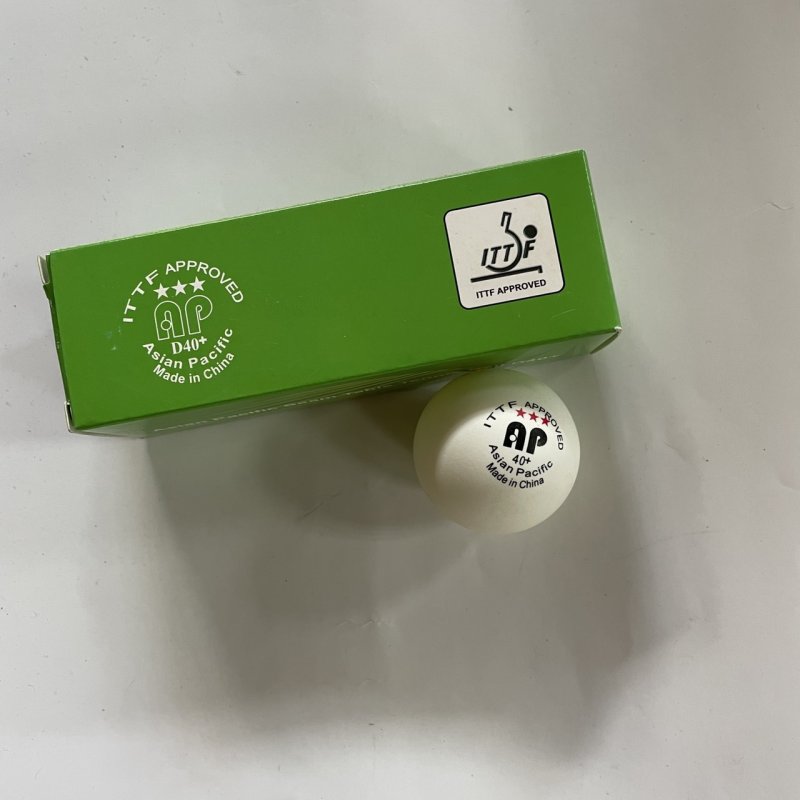 ITTF APPROVED
★★★
AP
D40+
Asian Pacific
Made in China
ITTF
ITTF APPROVED
ITTF APPROVED
★★★
AP
40+
Asian Pacific
Made in China